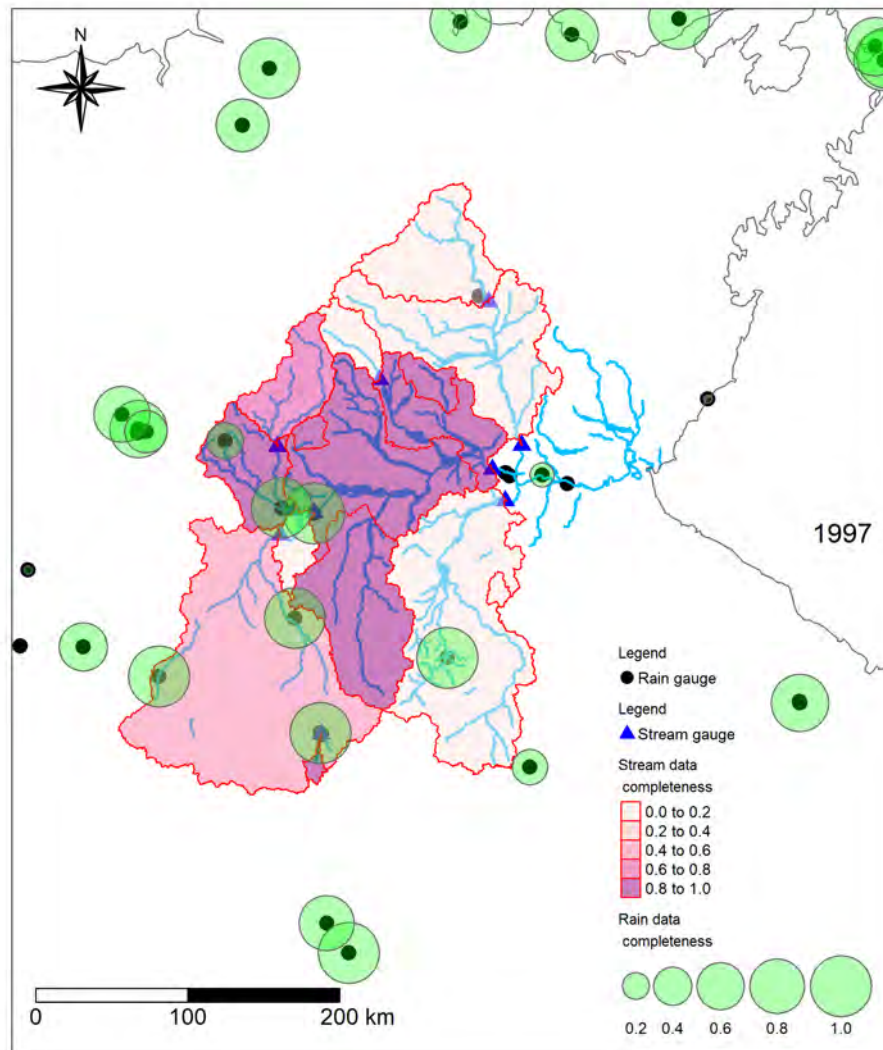 N
1997
Legend
Rain gauge
Legend
Stream gauge
Stream data
completeness
0.0 to 0.2
0.2 to 0.4
0.4 to 0.6
0.6 to 0.8
0.8 to 1.0
Rain data
completeness
0.2 0.4 0.6 0.8 1.0
0 100 200 km